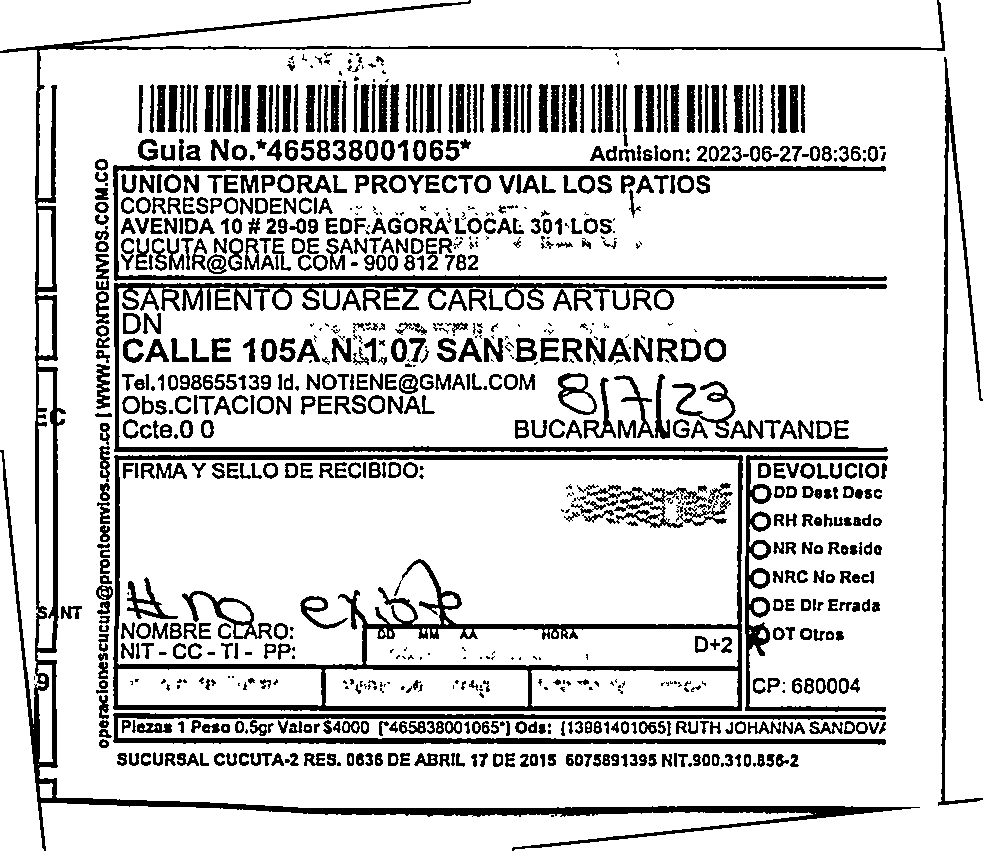 Guia No.*465838001065*
Admision: 2023-06-27-08:36:07
operacionescucuta@prontoenvios.com.co | WWW.PRONTOENVIOS.COM.CO
UNION TEMPORAL PROYECTO VIAL LOS PATIOS
CORRESPONDENCIA
AVENIDA 10 # 29-09 EDF.AGORA LOCAL 301 LOS
CUCUTA NORTE DE SANTANDER
YEISMIR@GMAIL COM - 900 812 782
SARMIENTO SUAREZ CARLOS ARTURO
DN
CALLE 105A N 1 07 SAN BERNANRDO
Tel.1098655139 Id. NOTIENE@GMAIL.COM
8/7/23
Obs.CITACION PERSONAL
Ccte.0 0
BUCARAMANGA SANTANDE
EC
FIRMA Y SELLO DE RECIBIDO:
# no existe
NOMBRE CLARO:
NIT - CC - TI - PP:
DD MM AA HORA
D+2
DEVOLUCION
DD Dest Desc
RH Rehusado
NR No Reside
NRC No Recl
DE Dir Errada
OT Otros
CP: 680004
SANT
9
Piezas 1 Peso 0.5gr Valor $4000 [*465838001065*] Ods: [13981401065] RUTH JOHANNA SANDOVA
SUCURSAL CUCUTA-2 RES. 0636 DE ABRIL 17 DE 2015 6075891395 NIT.900.310.856-2